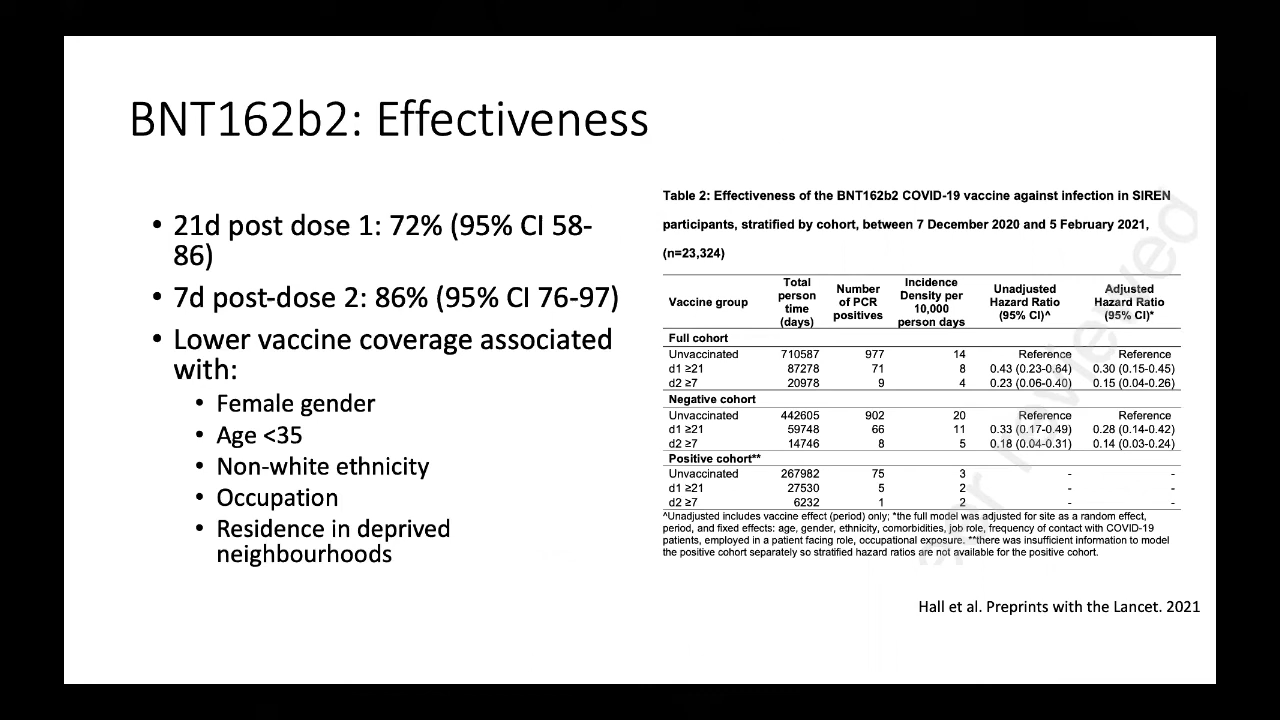 BNT162b2: Effectiveness
• 21d post dose 1: 72% (95% CI 58-
86)
• 7d post-dose 2: 86% (95% CI 76-97)
• Lower vaccine coverage associated
with:
• Female gender
• Age <35
• Non-white ethnicity
• Occupation
• Residence in deprived
neighbourhoods
Table 2: Effectiveness of the BNT162b2 COVID-19 vaccine against infection in SIREN
participants, stratified by cohort, between 7 December 2020 and 5 February 2021,
(n=23,324)
Vaccine group Total person time (days) Number of PCR positives Incidence Density per 10,000 person days Unadjusted Hazard Ratio (95% CI)^ Adjusted Hazard Ratio (95% CI)*
Full cohort
Unvaccinated 710587 977 14 Reference Reference
d1 ≥21 87278 71 8 0.43 (0.23-0.64) 0.30 (0.15-0.45)
d2 ≥7 20978 9 4 0.23 (0.06-0.40) 0.15 (0.04-0.26)
Negative cohort
Unvaccinated 442605 902 20 Reference Reference
d1 ≥21 59748 66 11 0.33 (0.17-0.49) 0.28 (0.14-0.42)
d2 ≥7 14746 8 5 0.18 (0.04-0.31) 0.14 (0.03-0.24)
Positive cohort**
Unvaccinated 267982 75 3 - -
d1 ≥21 27530 5 2 - -
d2 ≥7 6232 1 2 - -
^Unadjusted includes vaccine effect (period) only; *the full model was adjusted for site as a random effect,
period, and fixed effects: age, gender, ethnicity, comorbidities, job role, frequency of contact with COVID-19
patients, employed in a patient facing role, occupational exposure. **there was insufficient information to model
the positive cohort separately so stratified hazard ratios are not available for the positive cohort.
Hall et al. Preprints with the Lancet. 2021